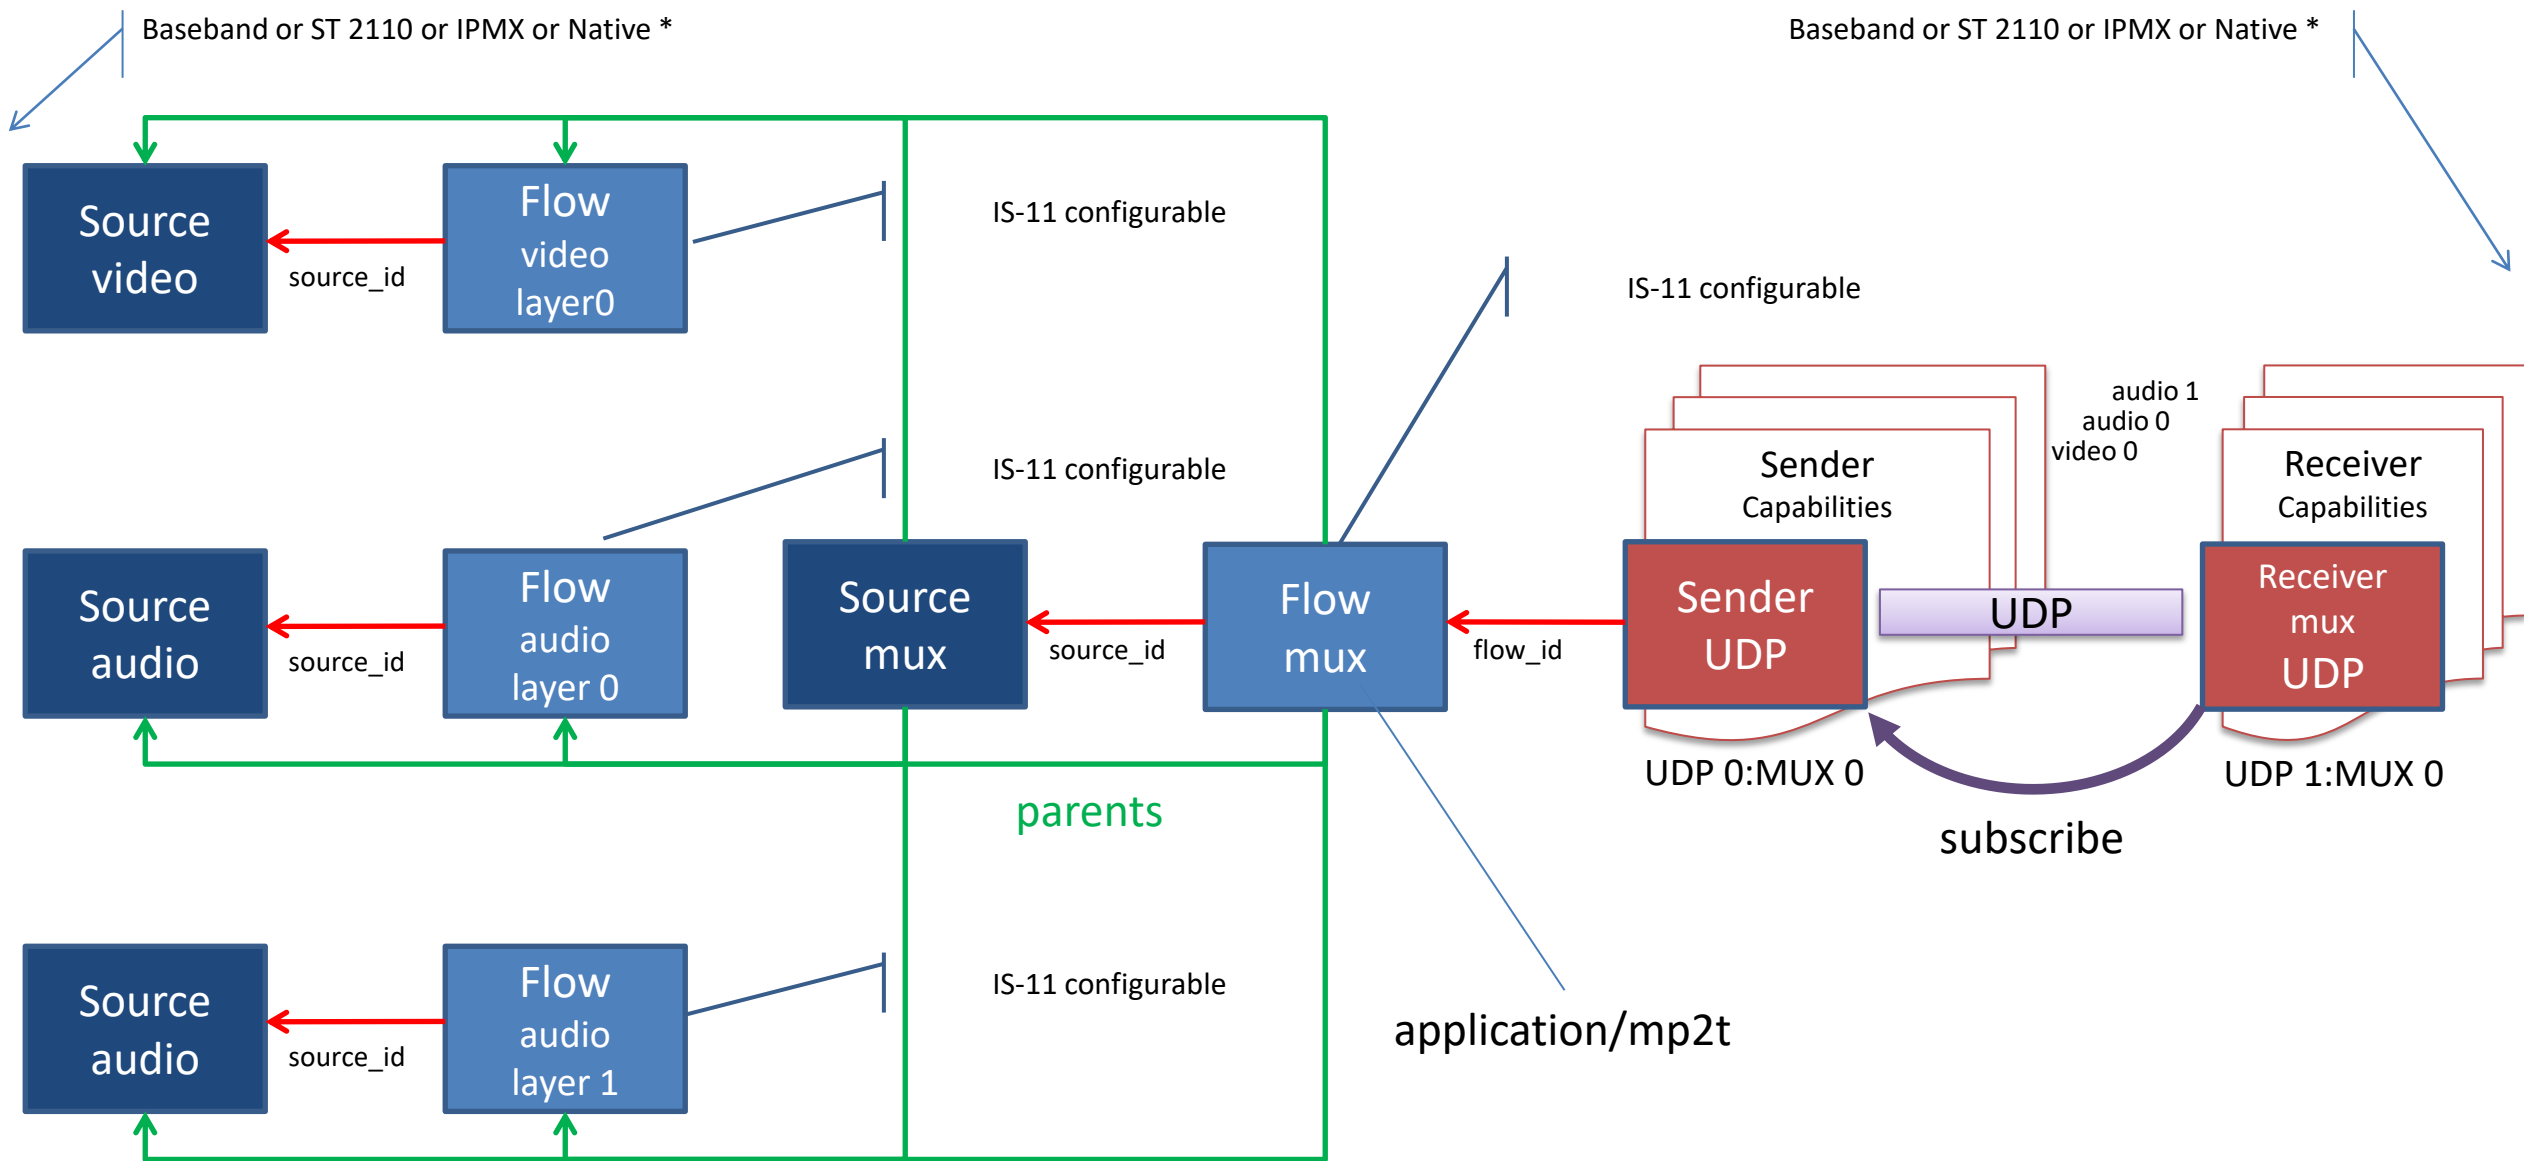 Baseband or ST 2110 or IPMX or Native *
Baseband or ST 2110 or IPMX or Native *
Source
video
source_id
Flow
video
layer0
IS-11 configurable
IS-11 configurable
IS-11 configurable
Source
audio
source_id
Flow
audio
layer 0
Source
mux
source_id
Flow
mux
flow_id
Sender
Capabilities
Sender
UDP
UDP 0:MUX 0
audio 1
audio 0
video 0
UDP
Receiver
Capabilities
Receiver
mux
UDP
UDP 1:MUX 0
subscribe
parents
Source
audio
source_id
Flow
audio
layer 1
IS-11 configurable
application/mp2t